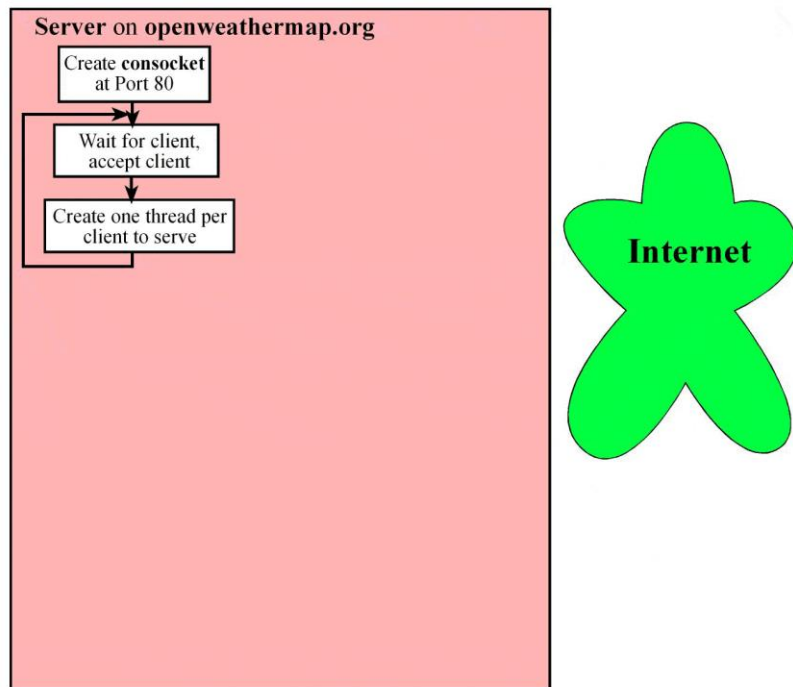 Server on openweathermap.org
Create consocket
at Port 80
Wait for client,
accept client
Create one thread per
client to serve
Internet